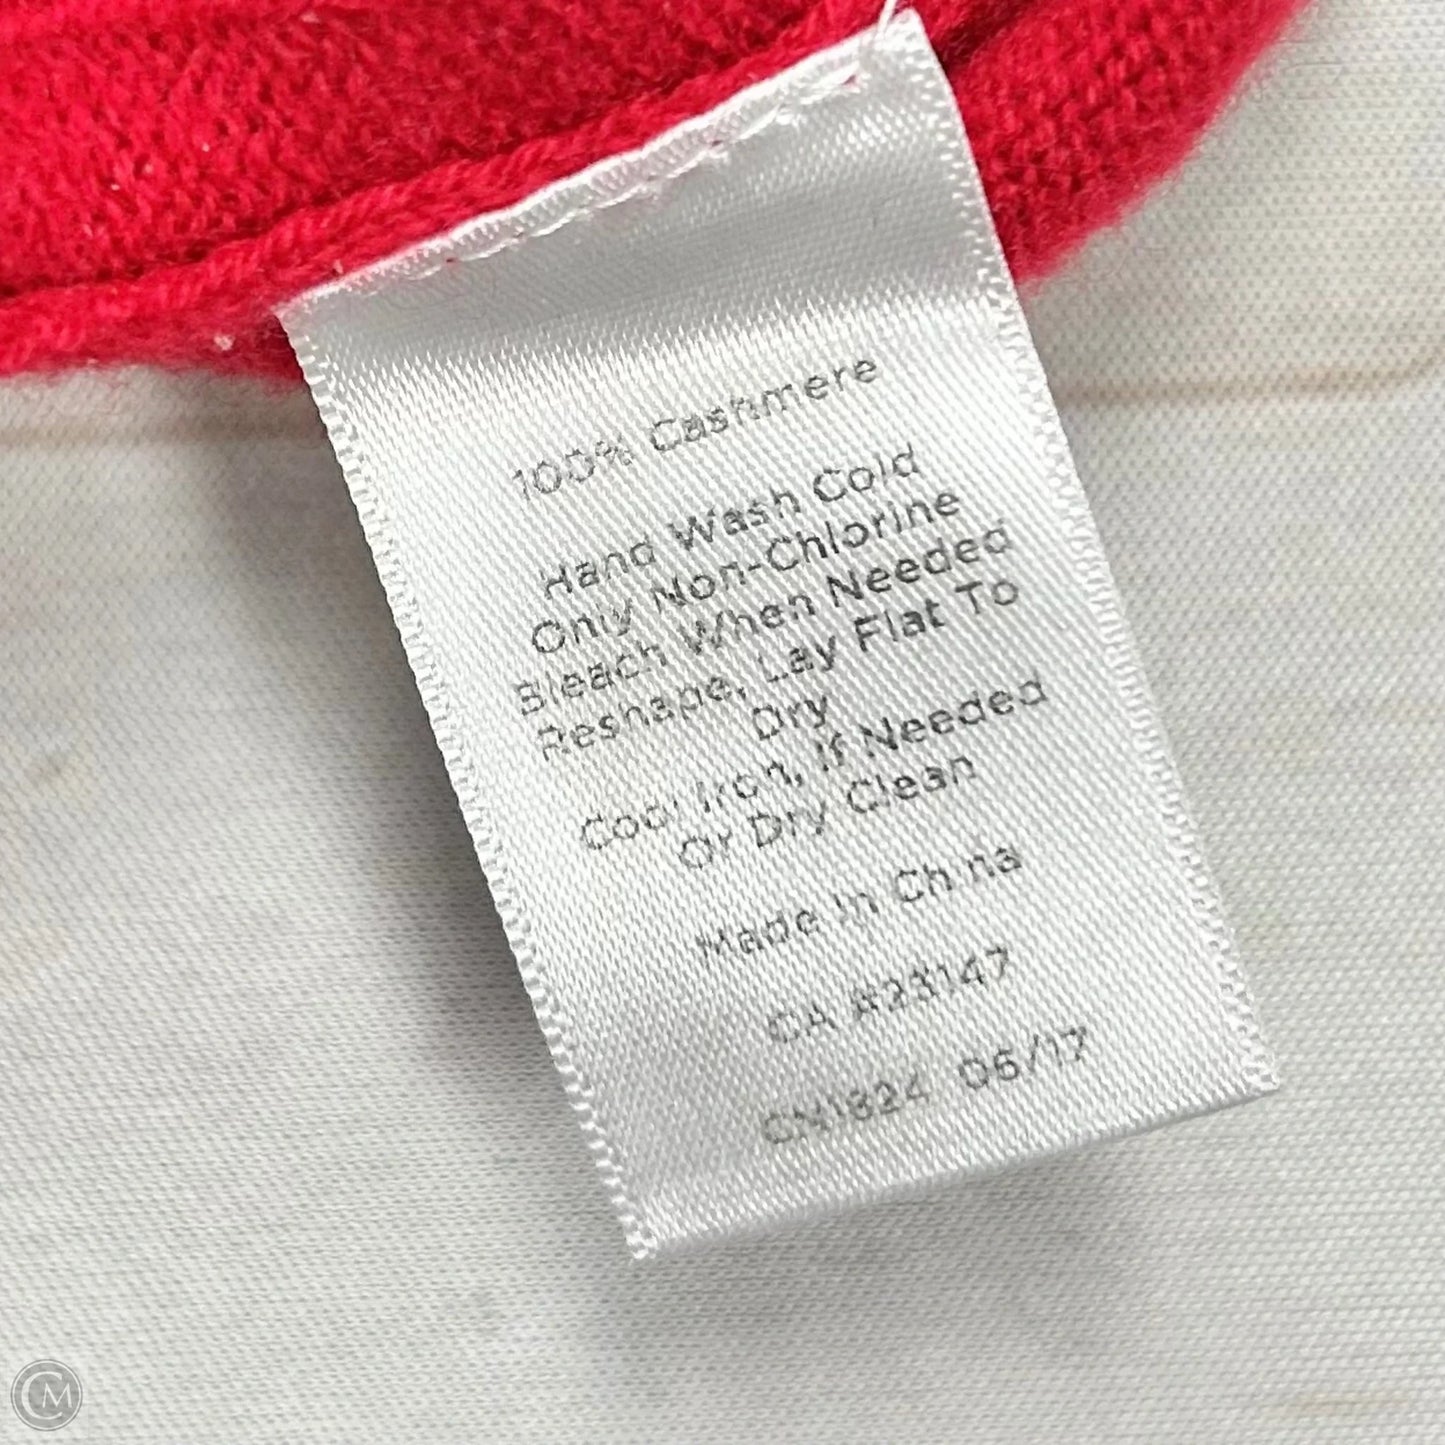 100% Cashmere
Hand Wash Cold
Only Non-Chlorine
Bleach When Needed
Reshape, Lay Flat To
Dry
Cool Iron, If Needed
Or Dry Clean
Made In China
CA #23147
CN1824 06/17
CM